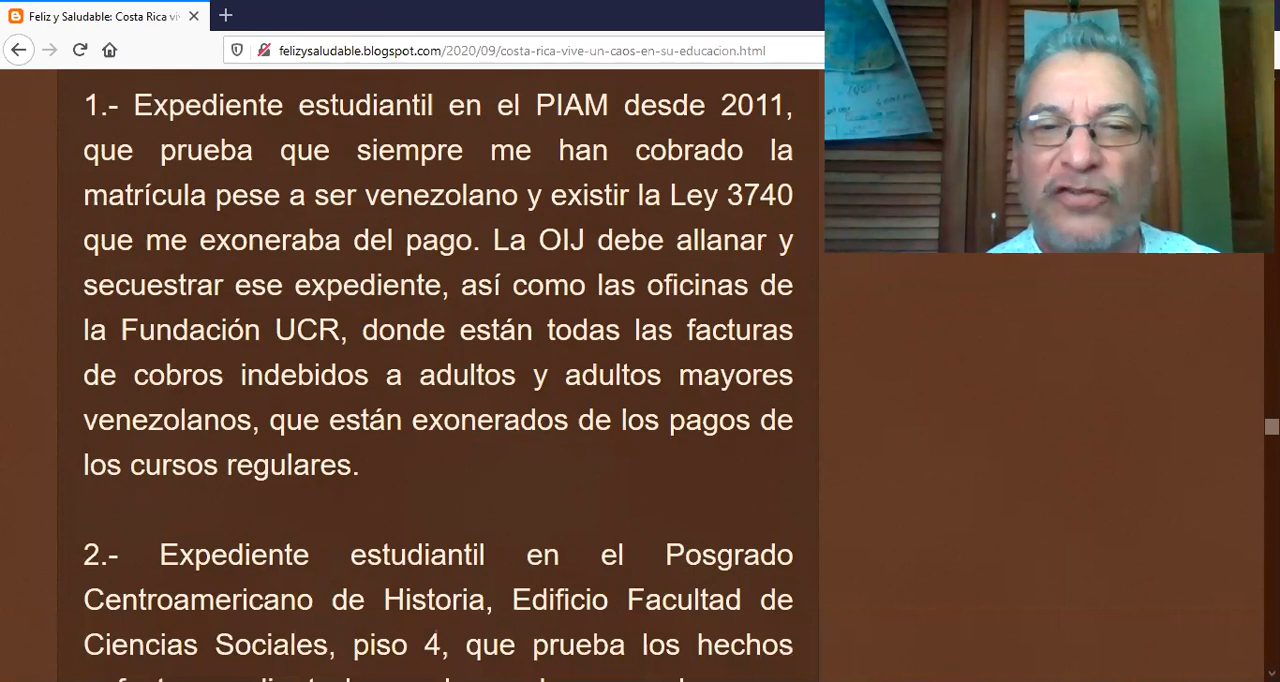 Feliz y Saludable: Costa Rica vi
felizysaludable.blogspot.com/2020/09/costa-rica-vive-un-caos-en-su-educacion.html
1.- Expediente estudiantil en el PIAM desde 2011,
que prueba que siempre me han cobrado la
matrícula pese a ser venezolano y existir la Ley 3740
que me exoneraba del pago. La OIJ debe allanar y
secuestrar ese expediente, así como las oficinas de
la Fundación UCR, donde están todas las facturas
de cobros indebidos a adultos y adultos mayores
venezolanos, que están exonerados de los pagos de
los cursos regulares.
2.- Expediente estudiantil en el Posgrado
Centroamericano de Historia, Edificio Facultad de
Ciencias Sociales, piso 4, que prueba los hechos